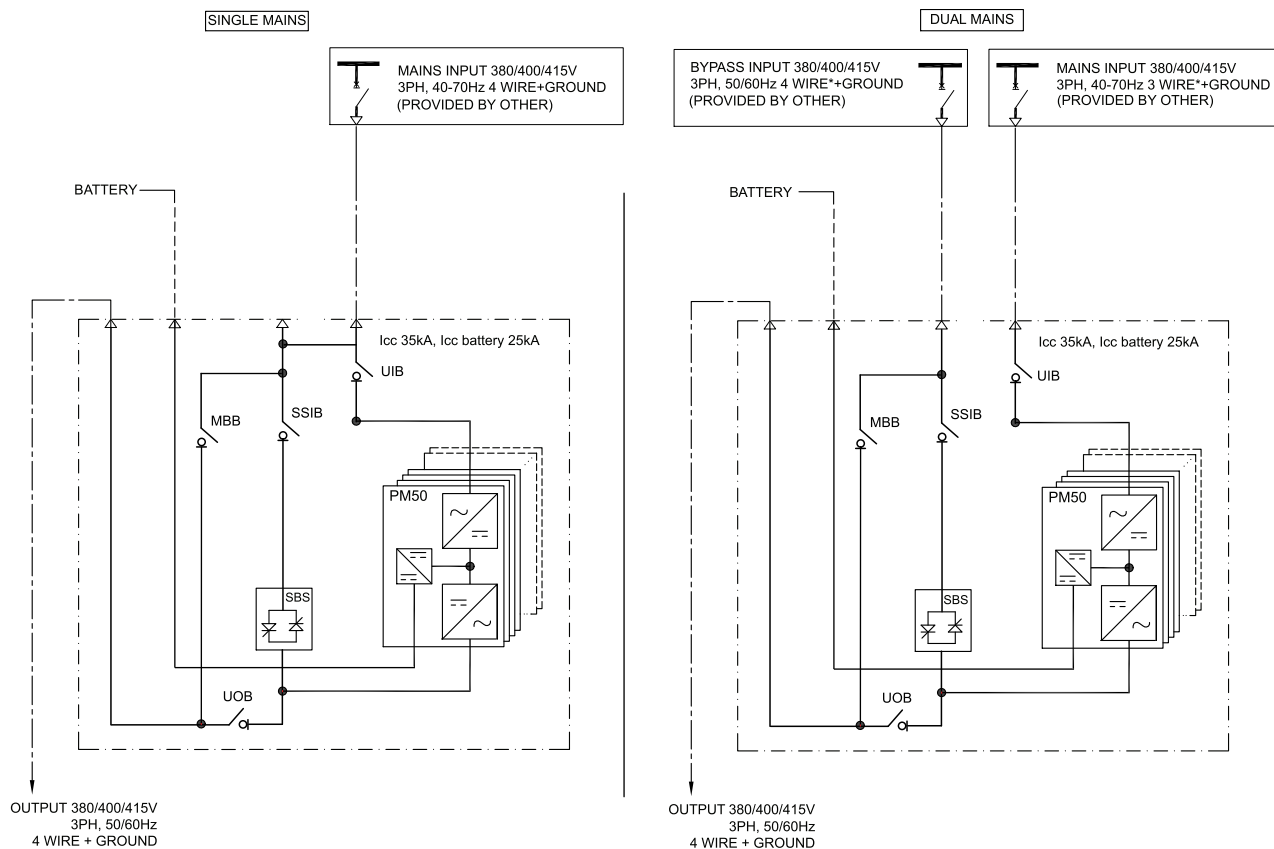 SINGLE MAINS
MAINS INPUT 380/400/415V
3PH, 40-70Hz 4 WIRE+GROUND
(PROVIDED BY OTHER)
BATTERY
Icc 35kA, Icc battery 25kA
UIB
MBB
SSIB
PM50
SBS
UOB
OUTPUT 380/400/415V
3PH, 50/60Hz
4 WIRE + GROUND
DUAL MAINS
BYPASS INPUT 380/400/415V
3PH, 50/60Hz 4 WIRE*+GROUND
(PROVIDED BY OTHER)
MAINS INPUT 380/400/415V
3PH, 40-70Hz 3 WIRE*+GROUND
(PROVIDED BY OTHER)
BATTERY
Icc 35kA, Icc battery 25kA
UIB
MBB
SSIB
PM50
SBS
UOB
OUTPUT 380/400/415V
3PH, 50/60Hz
4 WIRE + GROUND